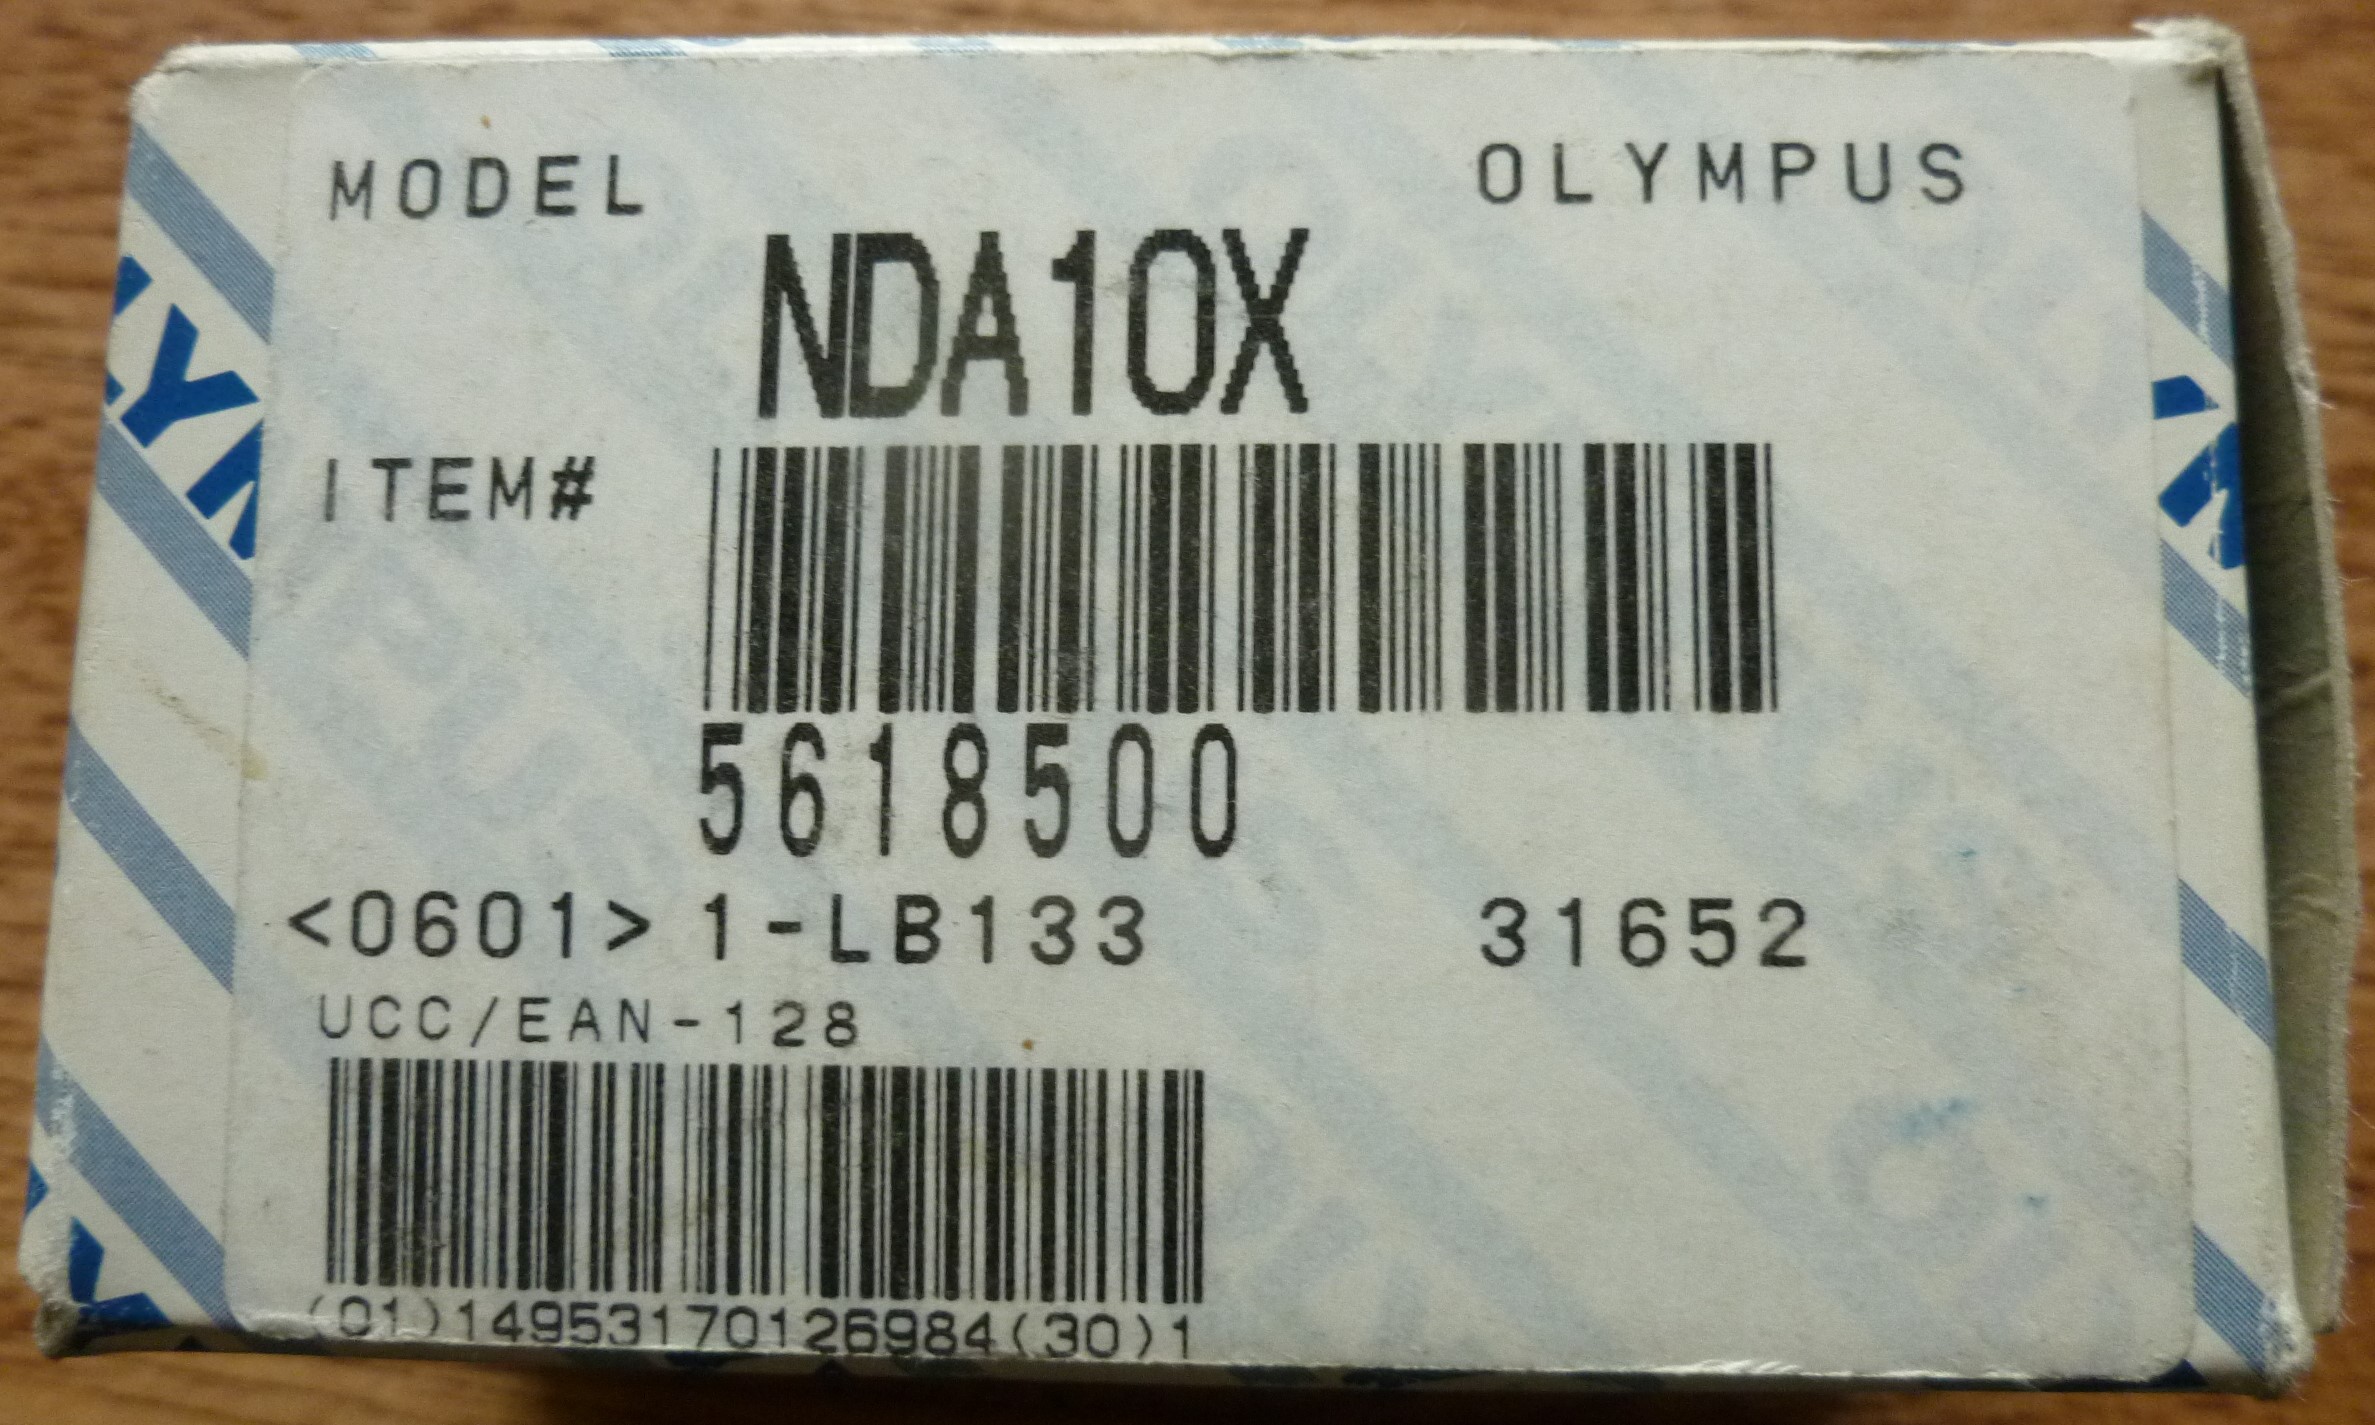 MODEL OLYMPUS
NDA10X
ITEM#
5618500
<0601> 1-LB133 31652
UCC/EAN-128
(01)14953170126984(30)1